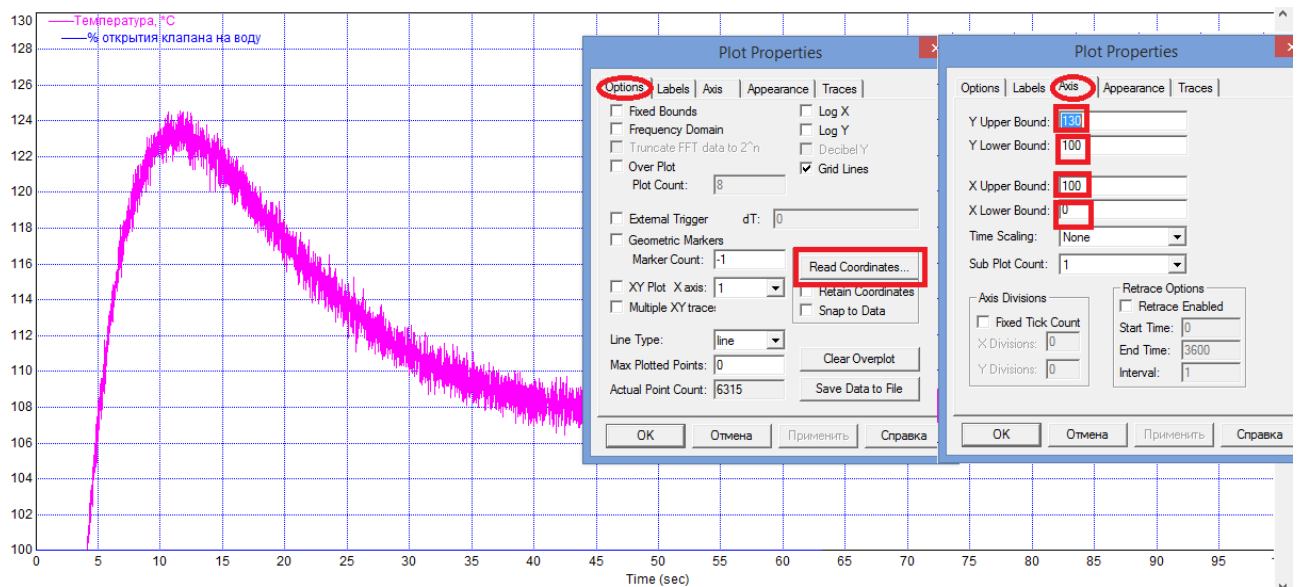 130
128
126
124
122
120
118
116
114
112
110
108
106
104
102
100
Температура, °С
% открытия клапана на воду
0 5 10 15 20 25 30 35 40 45 50 55 60 65 70 75 80 85 90 95
Time (sec)
Plot Properties
Options Labels Axis Appearance Traces
Fixed Bounds
Log X
Frequency Domain
Log Y
Truncate FFT data to 2^n
Decibel Y
Over Plot
Grid Lines
Plot Count: 8
External Trigger dT: 0
Geometric Markers
Marker Count: -1
Read Coordinates...
XY Plot X axis: 1
Retain Coordinates
Multiple XY traces
Snap to Data
Line Type: line
Max Plotted Points: 0
Clear Overplot
Actual Point Count: 6315
Save Data to File
OK Отмена Применить Справка
Plot Properties
Options Labels Axis Appearance Traces
Y Upper Bound: 130
Y Lower Bound: 100
X Upper Bound: 100
X Lower Bound: 0
Time Scaling: None
Sub Plot Count: 1
Axis Divisions
Fixed Tick Count
X Divisions: 0
Y Divisions: 0
Retrace Options
Retrace Enabled
Start Time: 0
End Time: 3600
Interval: 1
OK Отмена Применить Справка